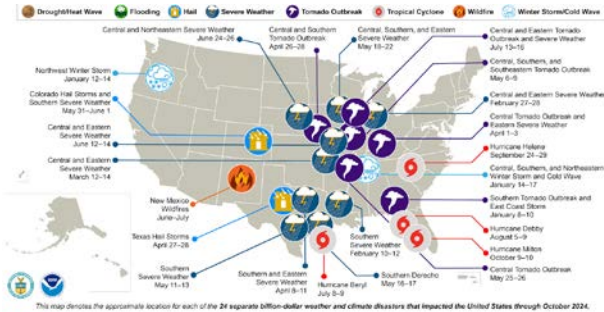 Drought/Heat Wave Flooding Hail Severe Weather Tornado Outbreak Tropical Cyclone Wildfire Winter Storm/Cold Wave
Central and Northeastern Severe Weather
June 24–26
Central and Southern
Tornado Outbreak
April 26–28
Central, Southern, and Eastern
Severe Weather
May 18–22
Central and Eastern Tornado
Outbreak and Severe Weather
July 13–16
Northwest Winter Storm
January 12–14
Central, Southern, and
Southeastern Tornado Outbreak
May 6–9
Colorado Hail Storms and
Southern Severe Weather
May 31–June 1
Central and Eastern Severe Weather
February 27–28
Central and Eastern
Severe Weather
June 12–14
Central Tornado Outbreak and
Eastern Severe Weather
April 1–3
Central and Eastern
Severe Weather
March 12–14
Hurricane Helene
September 24–29
Central, Southern, and Northeastern
Winter Storm and Cold Wave
January 14–17
New Mexico
Wildfires
June–July
Southern Tornado Outbreak and
East Coast Storm
January 8–10
Texas Hail Storms
April 27–28
Hurricane Debby
August 5–9
Southern
Severe Weather
February 10–12
Hurricane Milton
October 9–10
Southern
Severe Weather
May 11–13
Southern and Eastern
Severe Weather
April 8–11
Hurricane Beryl
July 8–9
Southern Derecho
May 16–17
Central Tornado Outbreak
May 25–26
This map denotes the approximate location for each of the 24 separate billion-dollar weather and climate disasters that impacted the United States through October 2024.